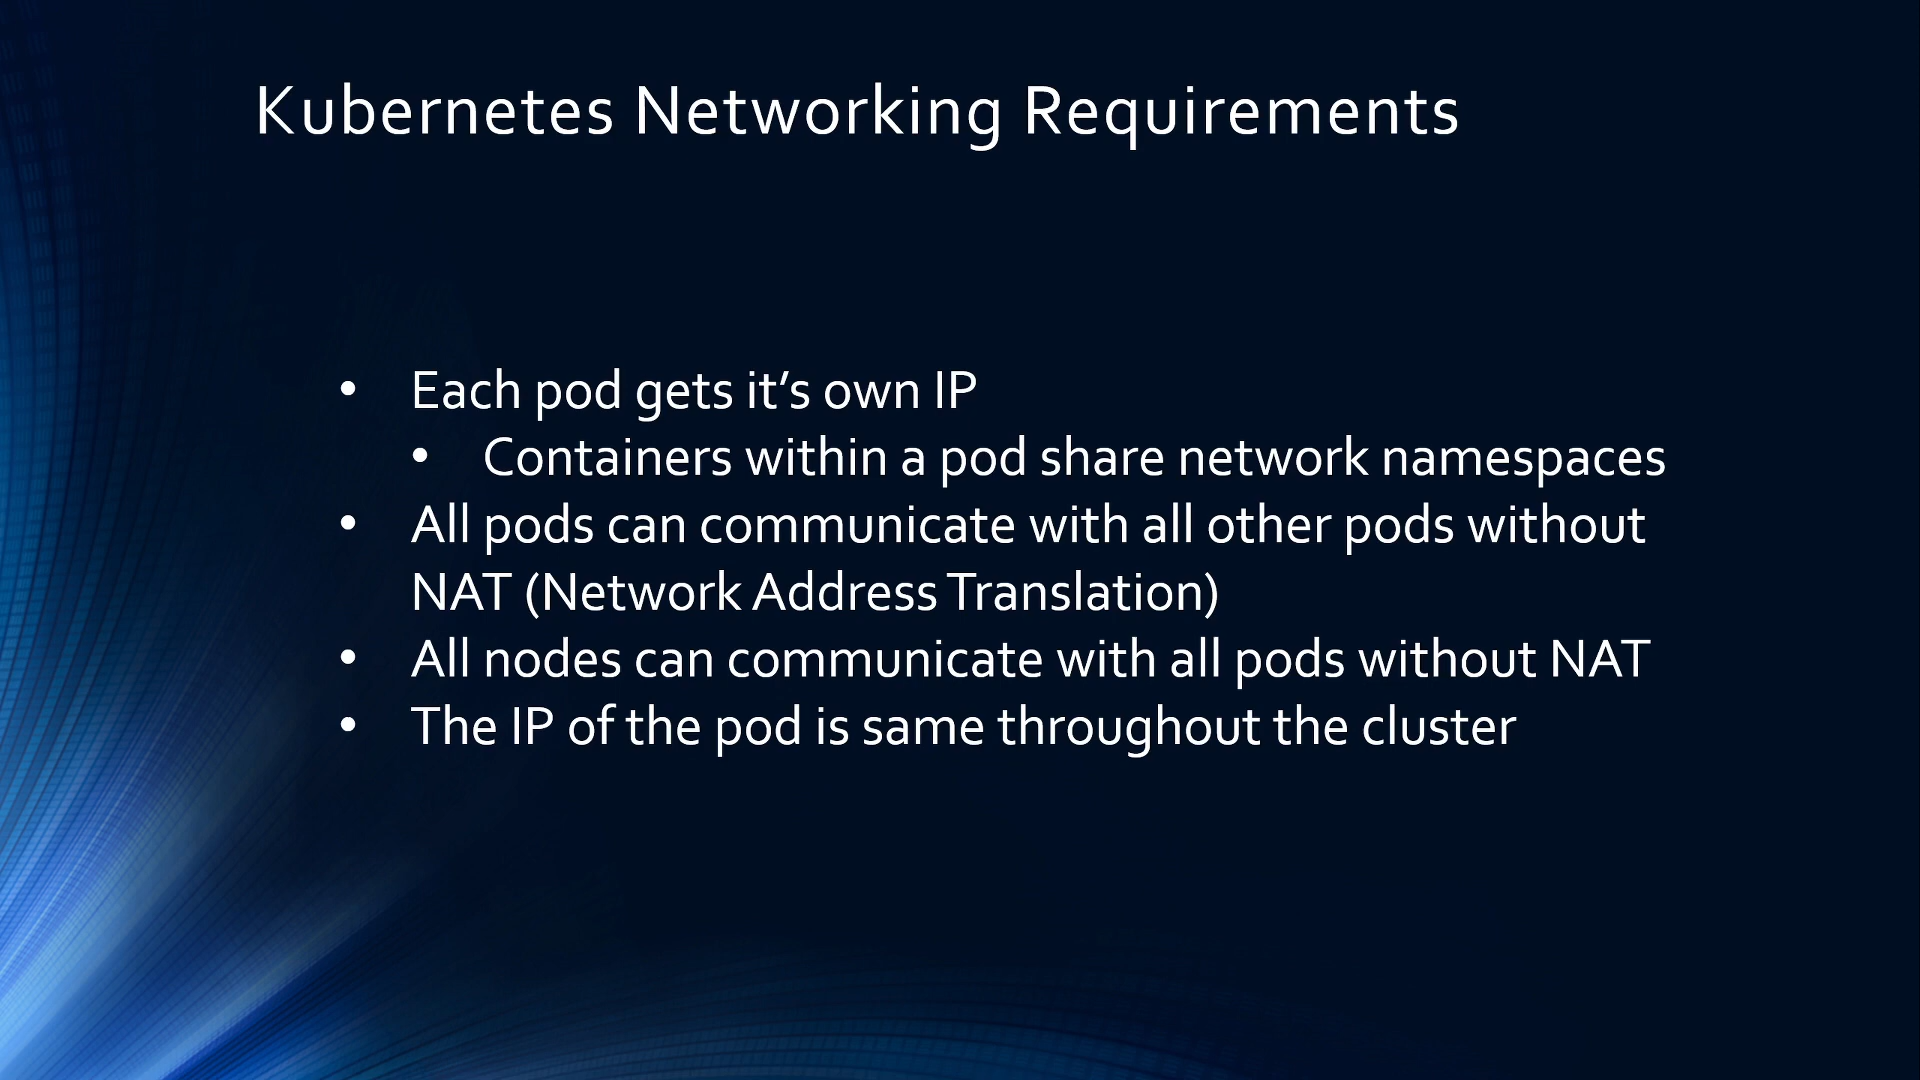 Kubernetes Networking Requirements
• Each pod gets it’s own IP
• Containers within a pod share network namespaces
• All pods can communicate with all other pods without
NAT (Network Address Translation)
• All nodes can communicate with all pods without NAT
• The IP of the pod is same throughout the cluster